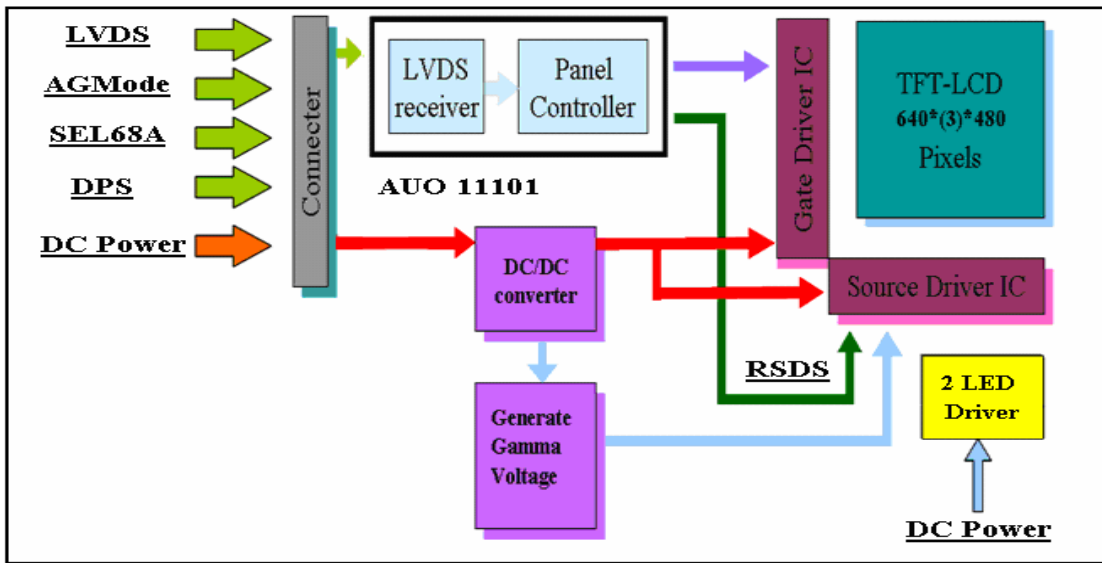 LVDS
AGMode
SEL68A
DPS
DC Power
Connecter
LVDS
receiver
Panel
Controller
AUO 11101
DC/DC
converter
Generate
Gamma
Voltage
Gate Driver IC
TFT-LCD
640*(3)*480
Pixels
Source Driver IC
RSDS
2 LED
Driver
DC Power